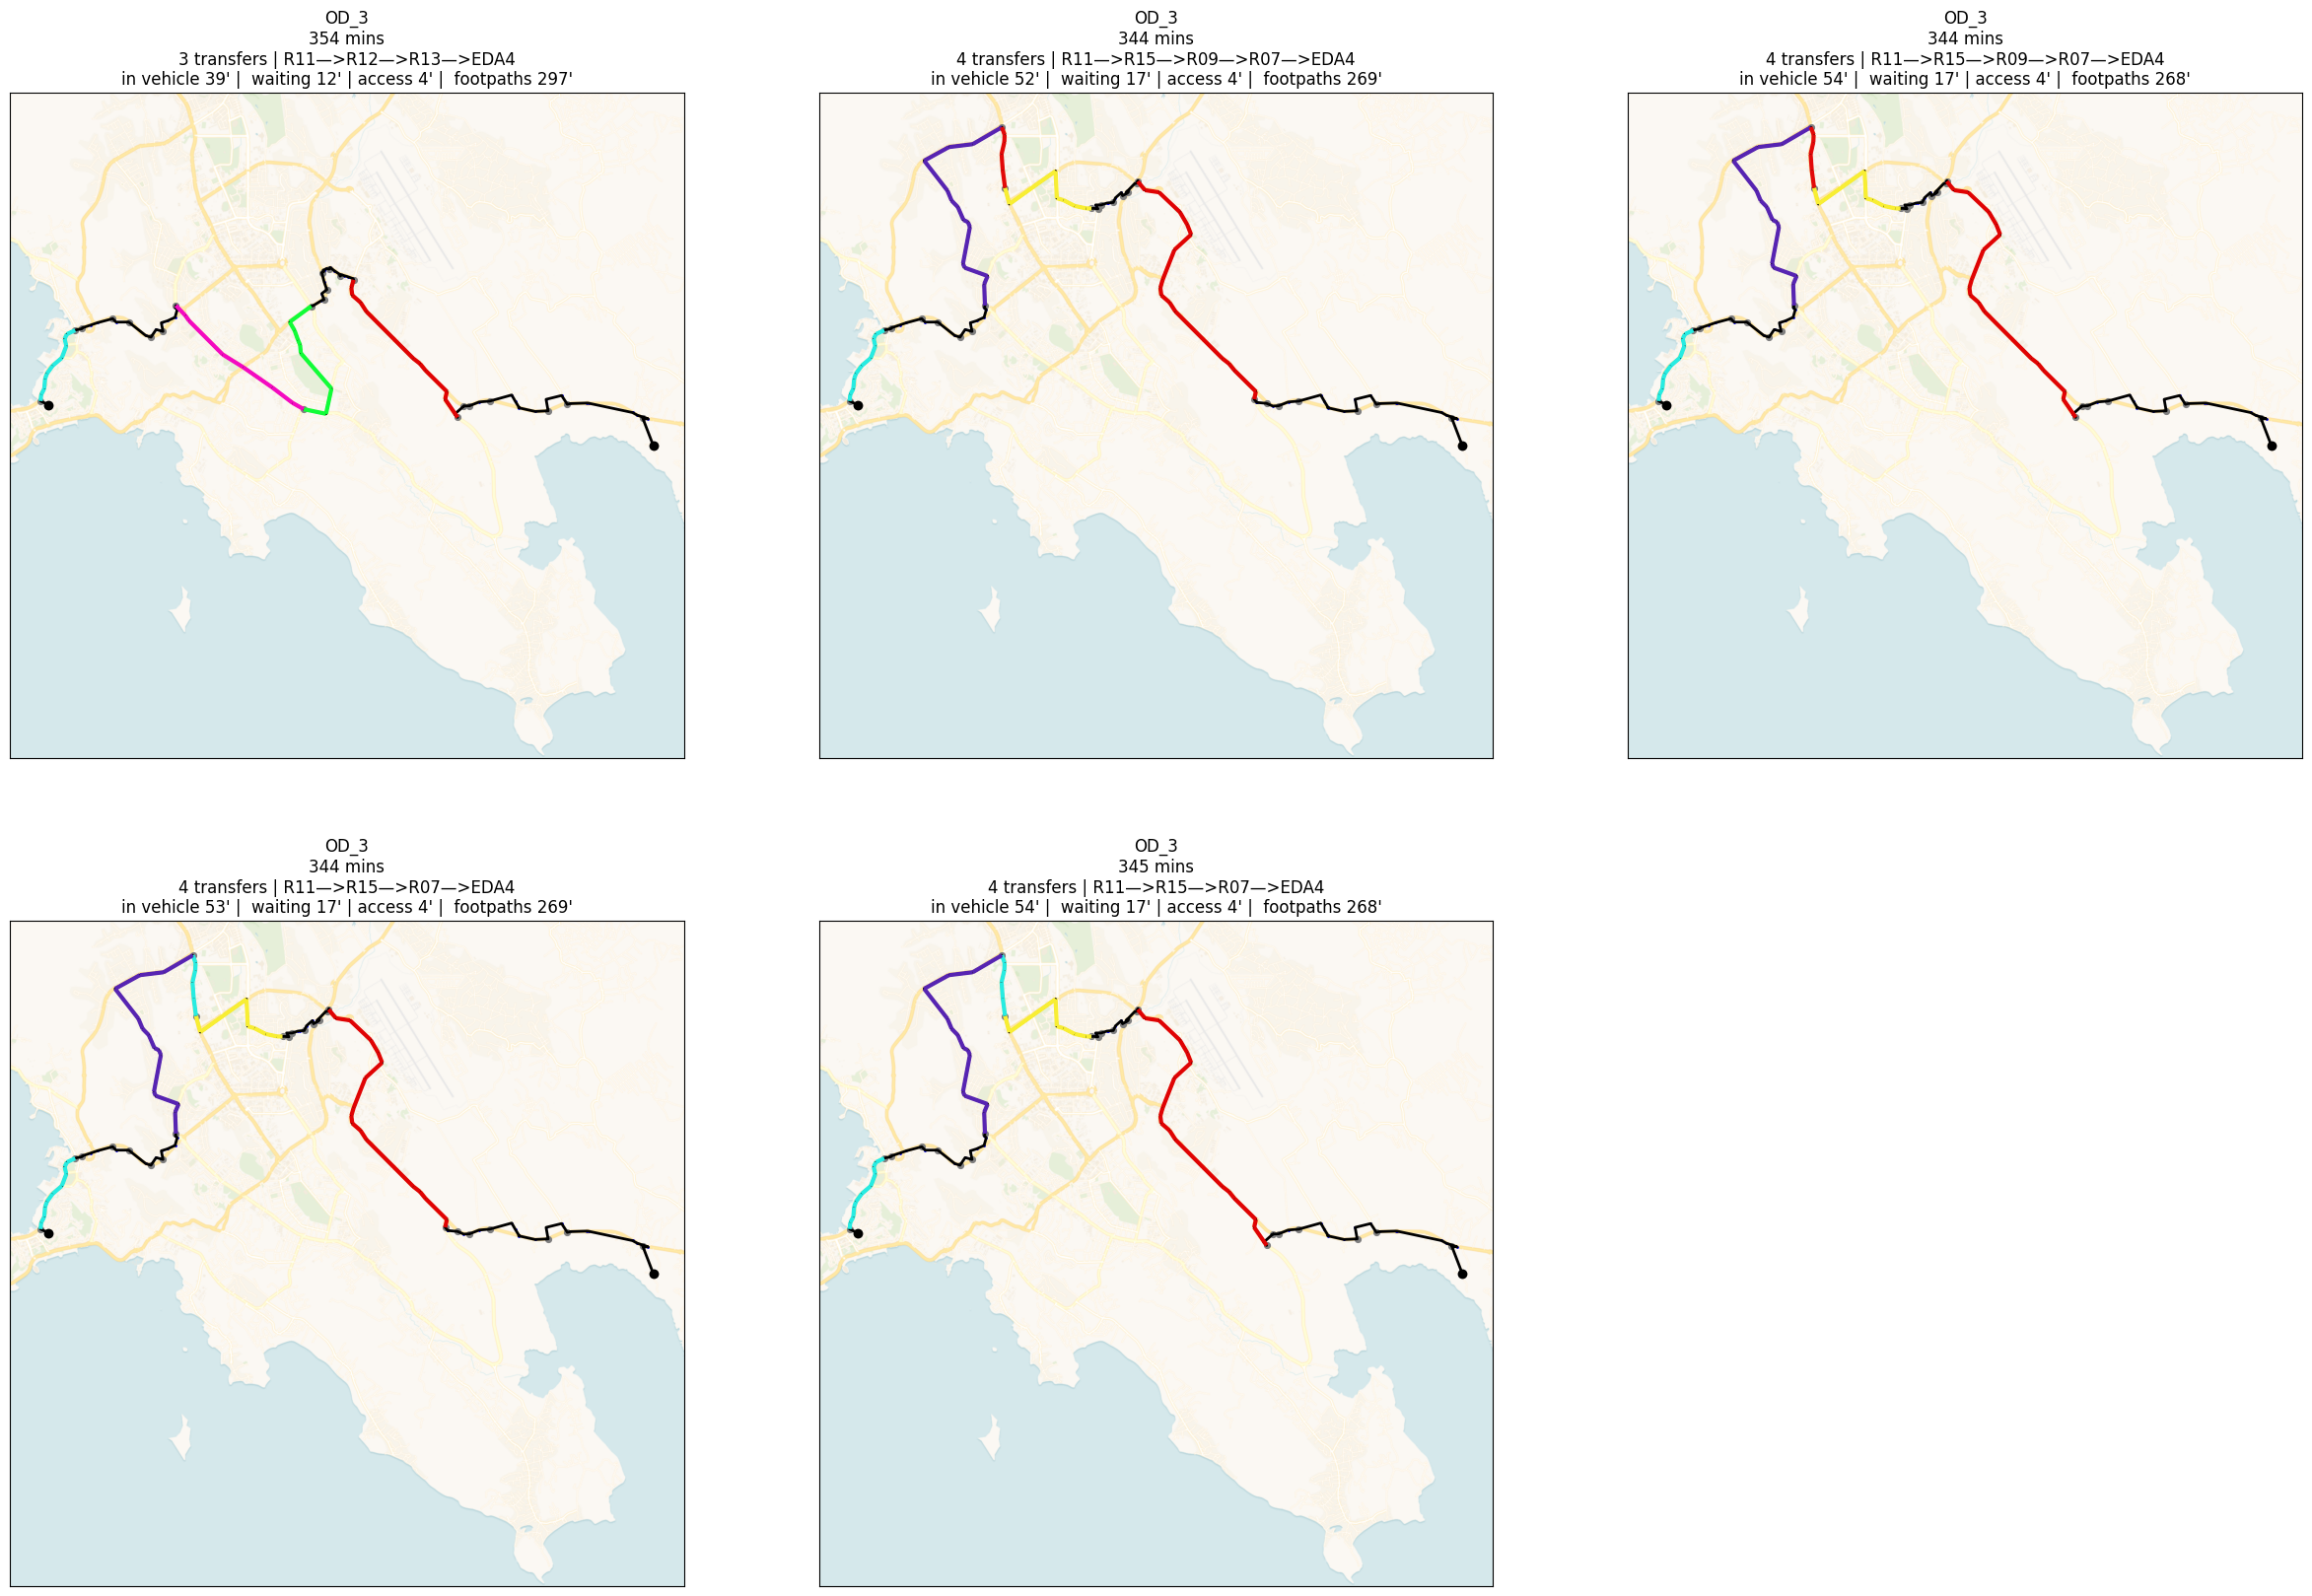 OD_3
354 mins
3 transfers | R11—>R12—>R13—>EDA4
in vehicle 39' |  waiting 12' | access 4' |  footpaths 297'
OD_3
344 mins
4 transfers | R11—>R15—>R09—>R07—>EDA4
in vehicle 52' |  waiting 17' | access 4' |  footpaths 269'
OD_3
344 mins
4 transfers | R11—>R15—>R09—>R07—>EDA4
in vehicle 54' |  waiting 17' | access 4' |  footpaths 268'
OD_3
344 mins
4 transfers | R11—>R15—>R07—>EDA4
in vehicle 53' |  waiting 17' | access 4' |  footpaths 269'
OD_3
345 mins
4 transfers | R11—>R15—>R07—>EDA4
in vehicle 54' |  waiting 17' | access 4' |  footpaths 268'